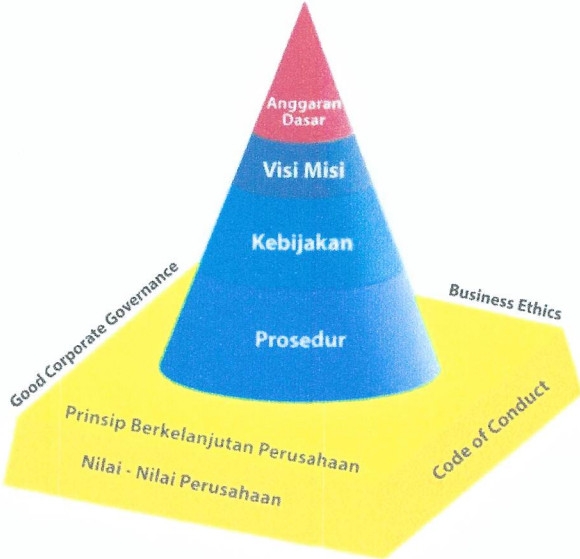 Anggaran
Dasar
Visi Misi
Kebijakan
Prosedur
Good Corporate Governance
Business Ethics
Prinsip Berkelanjutan Perusahaan
Nilai - Nilai Perusahaan
Code of Conduct